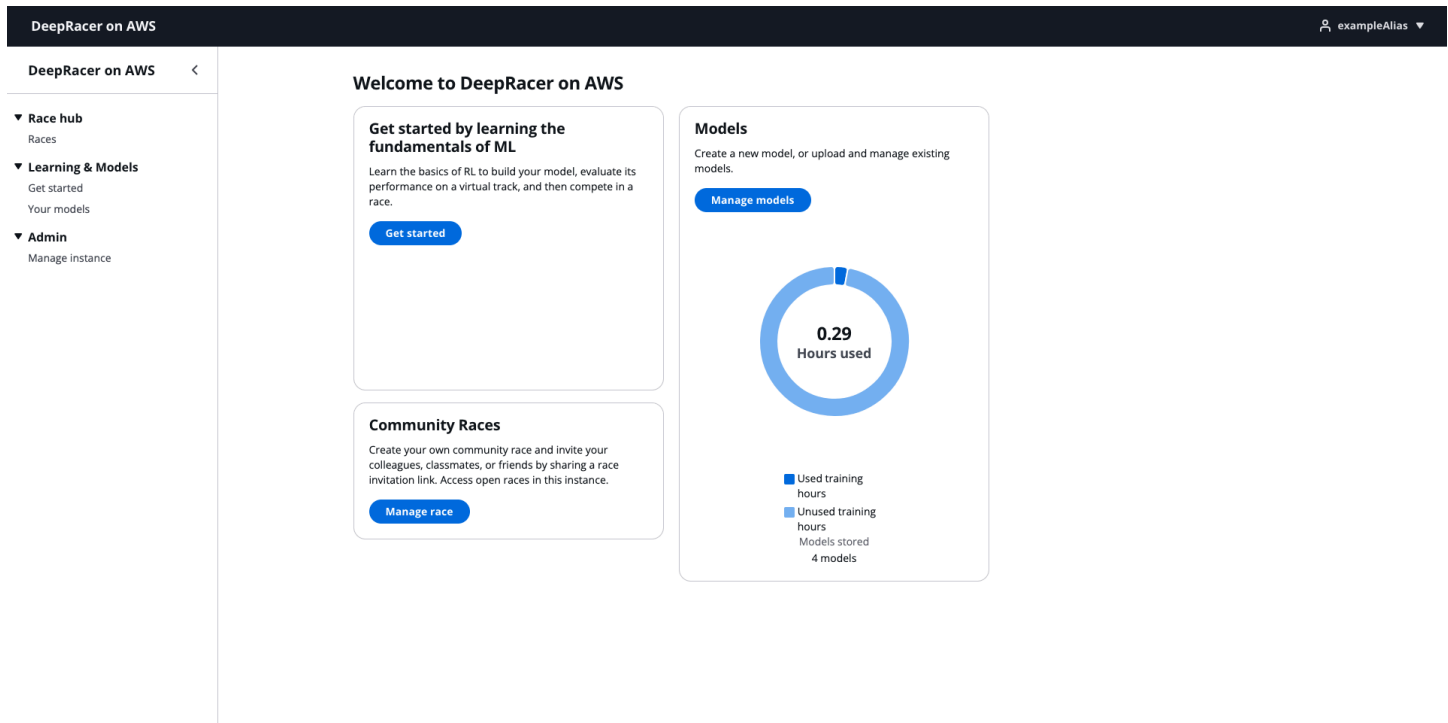 DeepRacer on AWS
exampleAlias
DeepRacer on AWS
Race hub
Races
Learning & Models
Get started
Your models
Admin
Manage instance
Welcome to DeepRacer on AWS
Get started by learning the
fundamentals of ML
Learn the basics of RL to build your model, evaluate its
performance on a virtual track, and then compete in a
race.
Get started
Community Races
Create your own community race and invite your
colleagues, classmates, or friends by sharing a race
invitation link. Access open races in this instance.
Manage race
Models
Create a new model, or upload and manage existing
models.
Manage models
0.29
Hours used
Used training
hours
Unused training
hours
Models stored
4 models